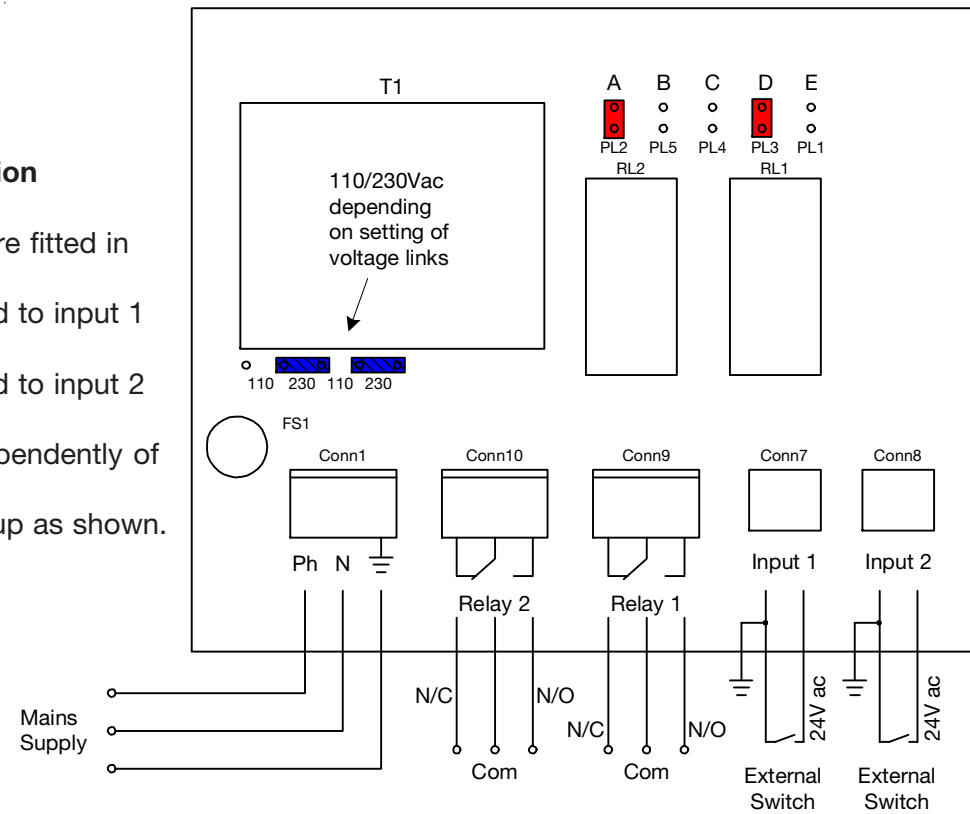 ion
re fitted in
d to input 1
d to input 2
pendently of
up as shown.
T1
A B C D E
PL2 PL5 PL4 PL3 PL1
RL2 RL1
110/230Vac
depending
on setting of
voltage links
110 230 110 230
FS1
Conn1 Conn10 Conn9 Conn7 Conn8
Ph N
Input 1 Input 2
Relay 2 Relay 1
N/C N/O
N/C N/O
24V ac 24V ac
Mains
Supply
Com Com
External External
Switch Switch